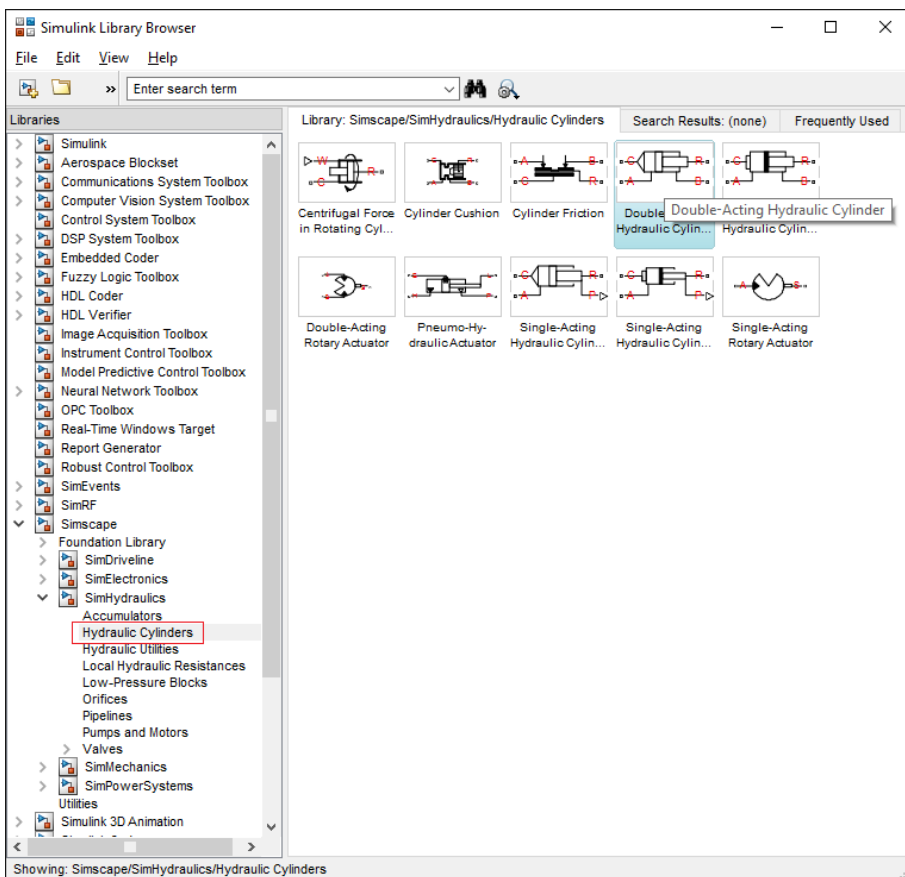 Simulink Library Browser
File Edit View Help
» Enter search term
Libraries
Library: Simscape/SimHydraulics/Hydraulic Cylinders
Search Results: (none)
Frequently Used
Simulink
Aerospace Blockset
Communications System Toolbox
Computer Vision System Toolbox
Control System Toolbox
DSP System Toolbox
Embedded Coder
Fuzzy Logic Toolbox
HDL Coder
HDL Verifier
Image Acquisition Toolbox
Instrument Control Toolbox
Model Predictive Control Toolbox
Neural Network Toolbox
OPC Toolbox
Real-Time Windows Target
Report Generator
Robust Control Toolbox
SimEvents
SimRF
Simscape
Foundation Library
SimDriveline
SimElectronics
SimHydraulics
Accumulators
Hydraulic Cylinders
Hydraulic Utilities
Local Hydraulic Resistances
Low-Pressure Blocks
Orifices
Pipelines
Pumps and Motors
Valves
SimMechanics
SimPowerSystems
Utilities
Simulink 3D Animation
Centrifugal Force
in Rotating Cyl...
Cylinder Cushion
Cylinder Friction
Double-Acting Hydraulic Cylinder
Hydraulic Cylin...
Hydraulic Cylin...
Double-Acting
Rotary Actuator
Pneumo-Hy-
draulic Actuator
Single-Acting
Hydraulic Cylin...
Single-Acting
Hydraulic Cylin...
Single-Acting
Rotary Actuator
Showing: Simscape/SimHydraulics/Hydraulic Cylinders